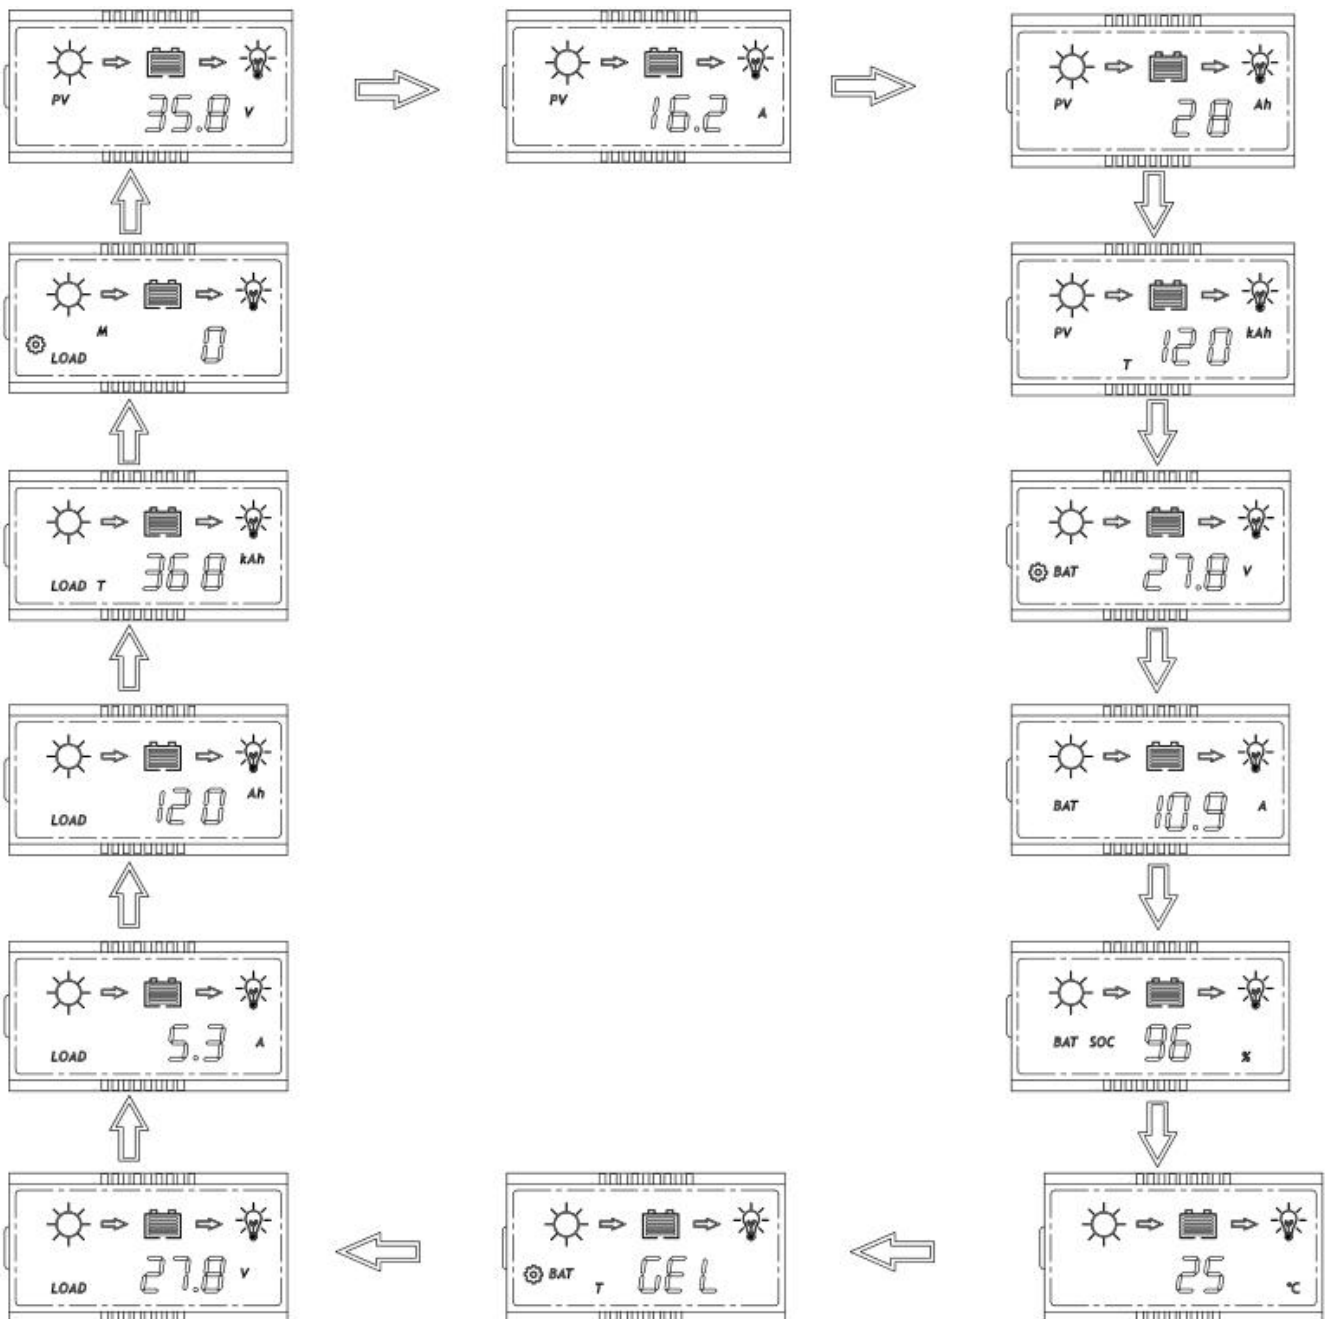 PV 35.8 V
PV 16.2 A
PV 28 Ah
PV T 120 kAh
BAT 27.8 V
BAT 10.9 A
BAT SOC 96 %
25 °C
BAT T GEL
LOAD 27.8 V
LOAD 5.3 A
LOAD 120 Ah
LOAD T 368 kAh
LOAD M 0